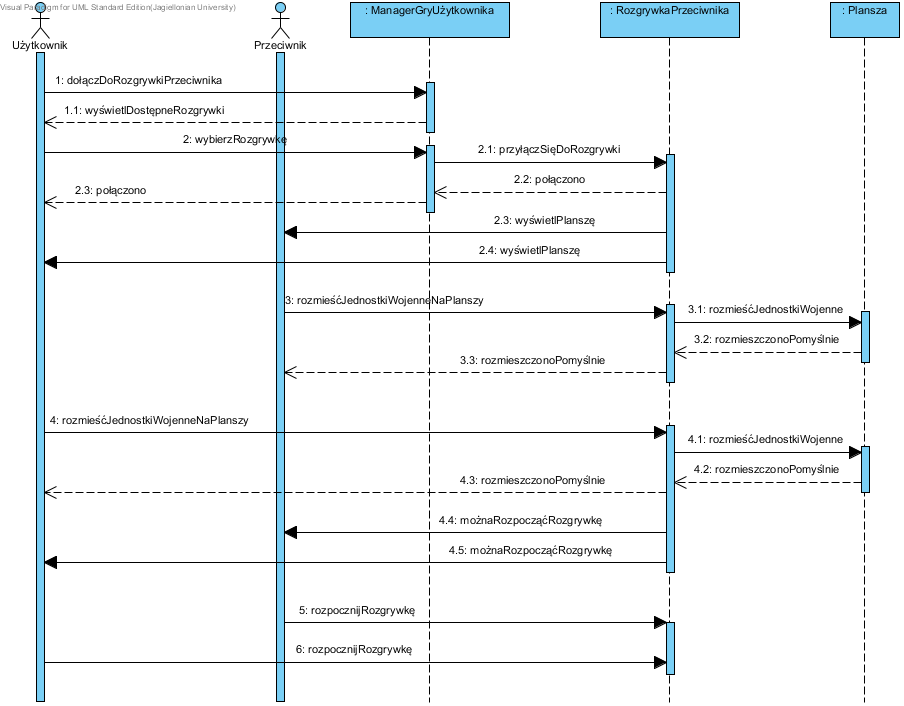 Visual Paradigm for UML Standard Edition(Jagiellonian University)
: ManagerGryUżytkownika
: RozgrywkaPrzeciwnika
: Plansza
Użytkownik
Przeciwnik
1: dołączDoRozgrywkiPrzeciwnika
1.1: wyświetlDostępneRozgrywki
2: wybierzRozgrywkę
2.1: przyłączSięDoRozgrywki
2.2: połączono
2.3: połączono
2.3: wyświetlPlanszę
2.4: wyświetlPlanszę
3: rozmieśćJednostkiWojenneNaPlanszy
3.1: rozmieśćJednostkiWojenne
3.2: rozmieszczonoPomyślnie
3.3: rozmieszczonoPomyślnie
4: rozmieśćJednostkiWojenneNaPlanszy
4.1: rozmieśćJednostkiWojenne
4.2: rozmieszczonoPomyślnie
4.3: rozmieszczonoPomyślnie
4.4: możnaRozpocząćRozgrywkę
4.5: możnaRozpocząćRozgrywkę
5: rozpocznijRozgrywkę
6: rozpocznijRozgrywkę